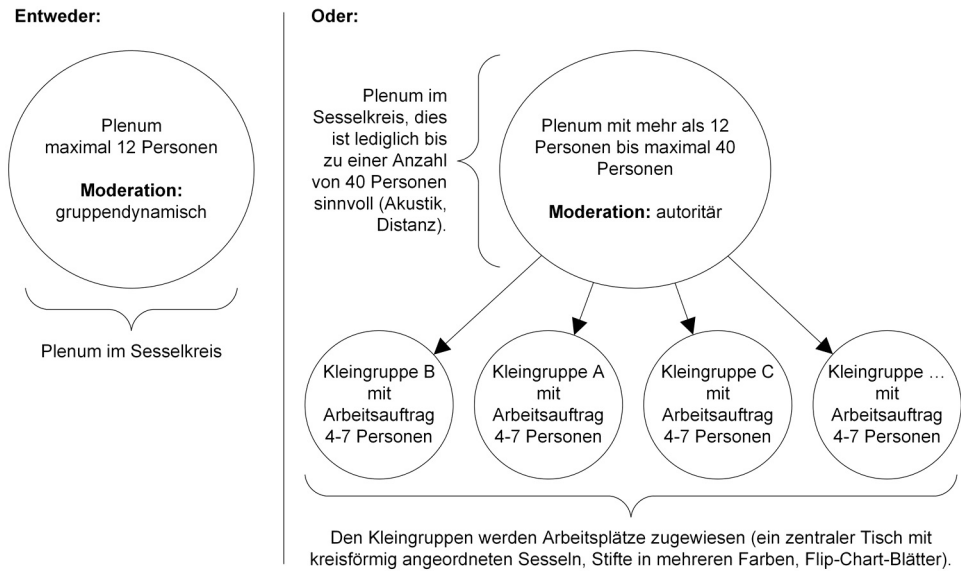 Entweder:
Plenum
maximal 12 Personen
Moderation:
gruppendynamisch
Plenum im Sesselkreis
Oder:
Plenum im
Sesselkreis, dies
ist lediglich bis
zu einer Anzahl
von 40 Personen
sinnvoll (Akustik,
Distanz).
Plenum mit mehr als 12
Personen bis maximal 40
Personen
Moderation: autoritär
Kleingruppe B
mit
Arbeitsauftrag
4-7 Personen
Kleingruppe A
mit
Arbeitsauftrag
4-7 Personen
Kleingruppe C
mit
Arbeitsauftrag
4-7 Personen
Kleingruppe …
mit
Arbeitsauftrag
4-7 Personen
Den Kleingruppen werden Arbeitsplätze zugewiesen (ein zentraler Tisch mit
kreisförmig angeordneten Sesseln, Stifte in mehreren Farben, Flip-Chart-Blätter).